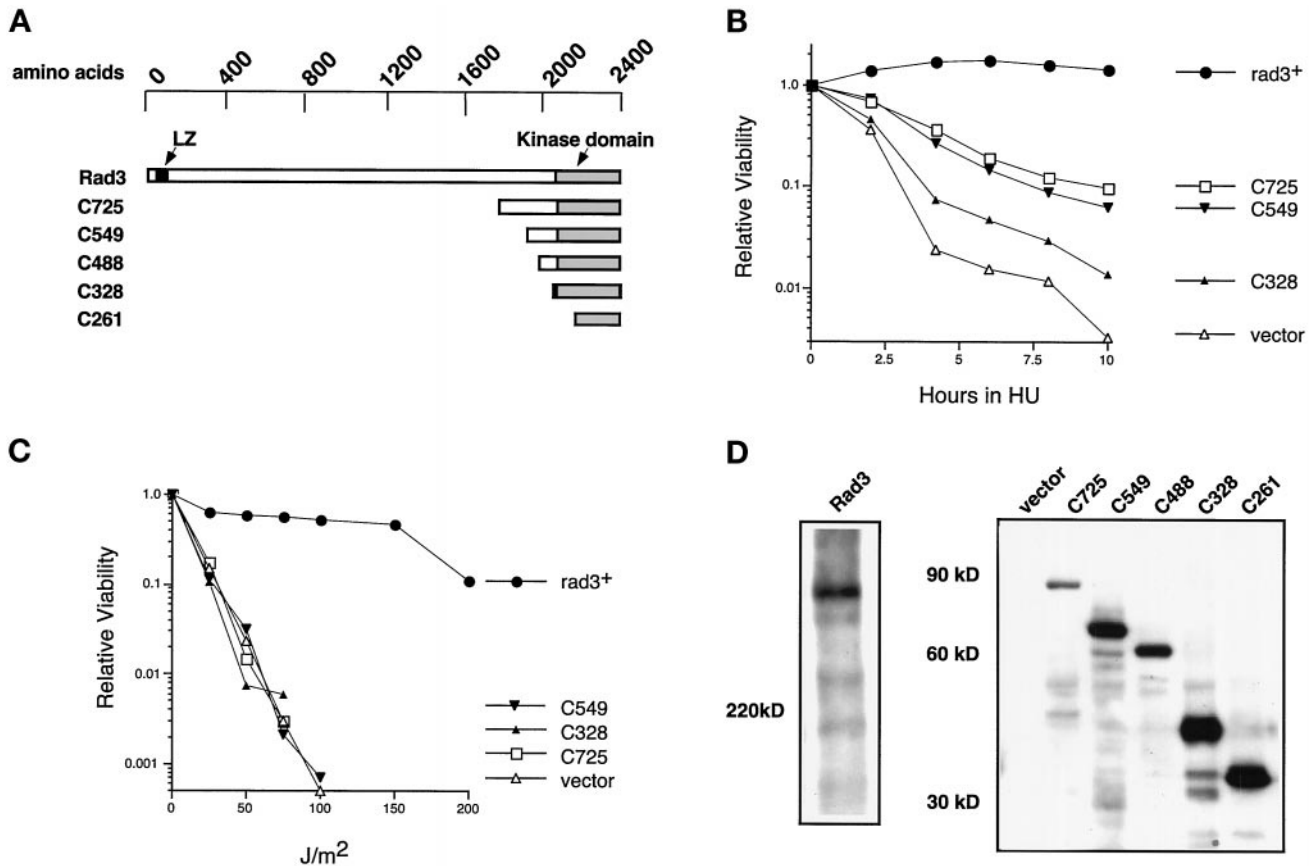 A
amino acids
0 400 800 1200 1600 2000 2400
LZ
Kinase domain
Rad3
C725
C549
C488
C328
C261
B
Relative Viability
1.0
0.1
0.01
0 2.5 5 7.5 10
Hours in HU
rad3+
C725
C549
C328
vector
C
Relative Viability
1.0
0.1
0.01
0.001
0 50 100 150 200
J/m2
rad3+
C549
C328
C725
vector
D
Rad3
220kD
vector C725 C549 C488 C328 C261
90 kD
60 kD
30 kD